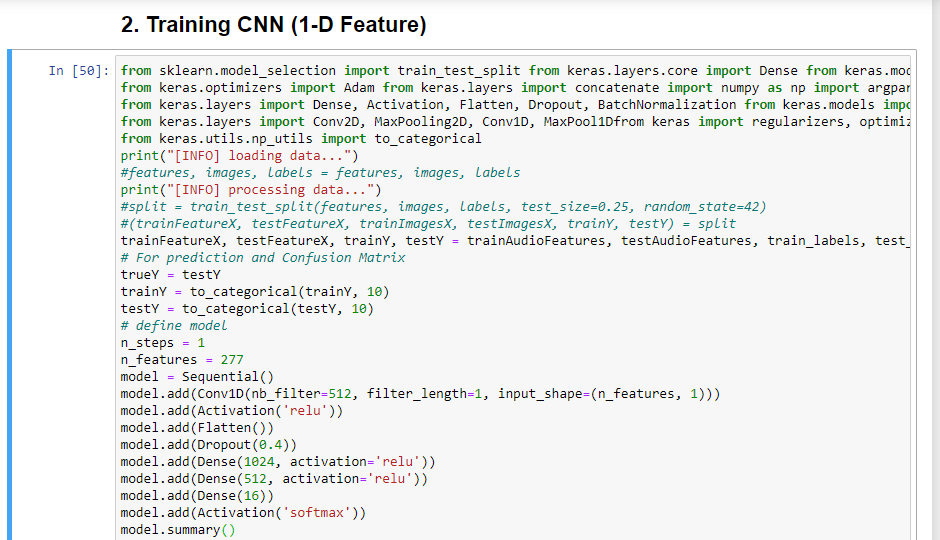 2. Training CNN (1-D Feature)
In [50]:
from sklearn.model_selection import train_test_split from keras.layers.core import Dense from keras.moc
from keras.optimizers import Adam from keras.layers import concatenate import numpy as np import argpar
from keras.layers import Dense, Activation, Flatten, Dropout, BatchNormalization from keras.models impo
from keras.layers import Conv2D, MaxPooling2D, Conv1D, MaxPool1Dfrom keras import regularizers, optimiz
from keras.utils.np_utils import to_categorical
print("[INFO] loading data...")
#features, images, labels = features, images, labels
print("[INFO] processing data...")
#split = train_test_split(features, images, labels, test_size=0.25, random_state=42)
#(trainFeatureX, testFeatureX, trainImagesX, testImagesX, trainY, testY) = split
trainFeatureX, testFeatureX, trainY, testY = trainAudioFeatures, testAudioFeatures, train_labels, test_
# For prediction and Confusion Matrix
trueY = testY
trainY = to_categorical(trainY, 10)
testY = to_categorical(testY, 10)
# define model
n_steps = 1
n_features = 277
model = Sequential()
model.add(Conv1D(nb_filter=512, filter_length=1, input_shape=(n_features, 1)))
model.add(Activation('relu'))
model.add(Flatten())
model.add(Dropout(0.4))
model.add(Dense(1024, activation='relu'))
model.add(Dense(512, activation='relu'))
model.add(Dense(16))
model.add(Activation('softmax'))
model.summary()